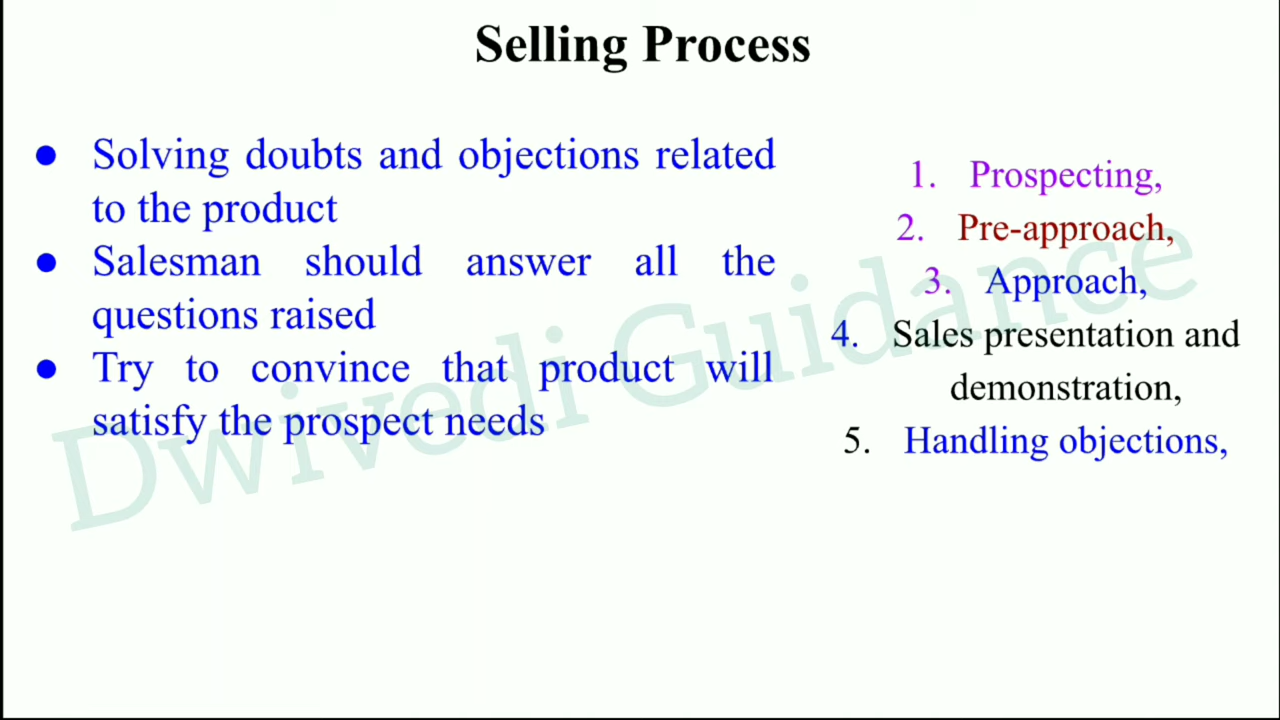 Selling Process
● Solving doubts and objections related
to the product
● Salesman should answer all the
questions raised
● Try to convince that product will
satisfy the prospect needs
1. Prospecting,
2. Pre-approach,
3. Approach,
4. Sales presentation and
demonstration,
5. Handling objections,
Dwivedi Guidance